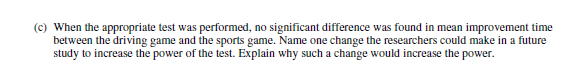 (c) When the appropriate test was performed, no significant difference was found in mean improvement time
between the driving game and the sports game. Name one change the researchers could make in a future
study to increase the power of the test. Explain why such a change would increase the power.